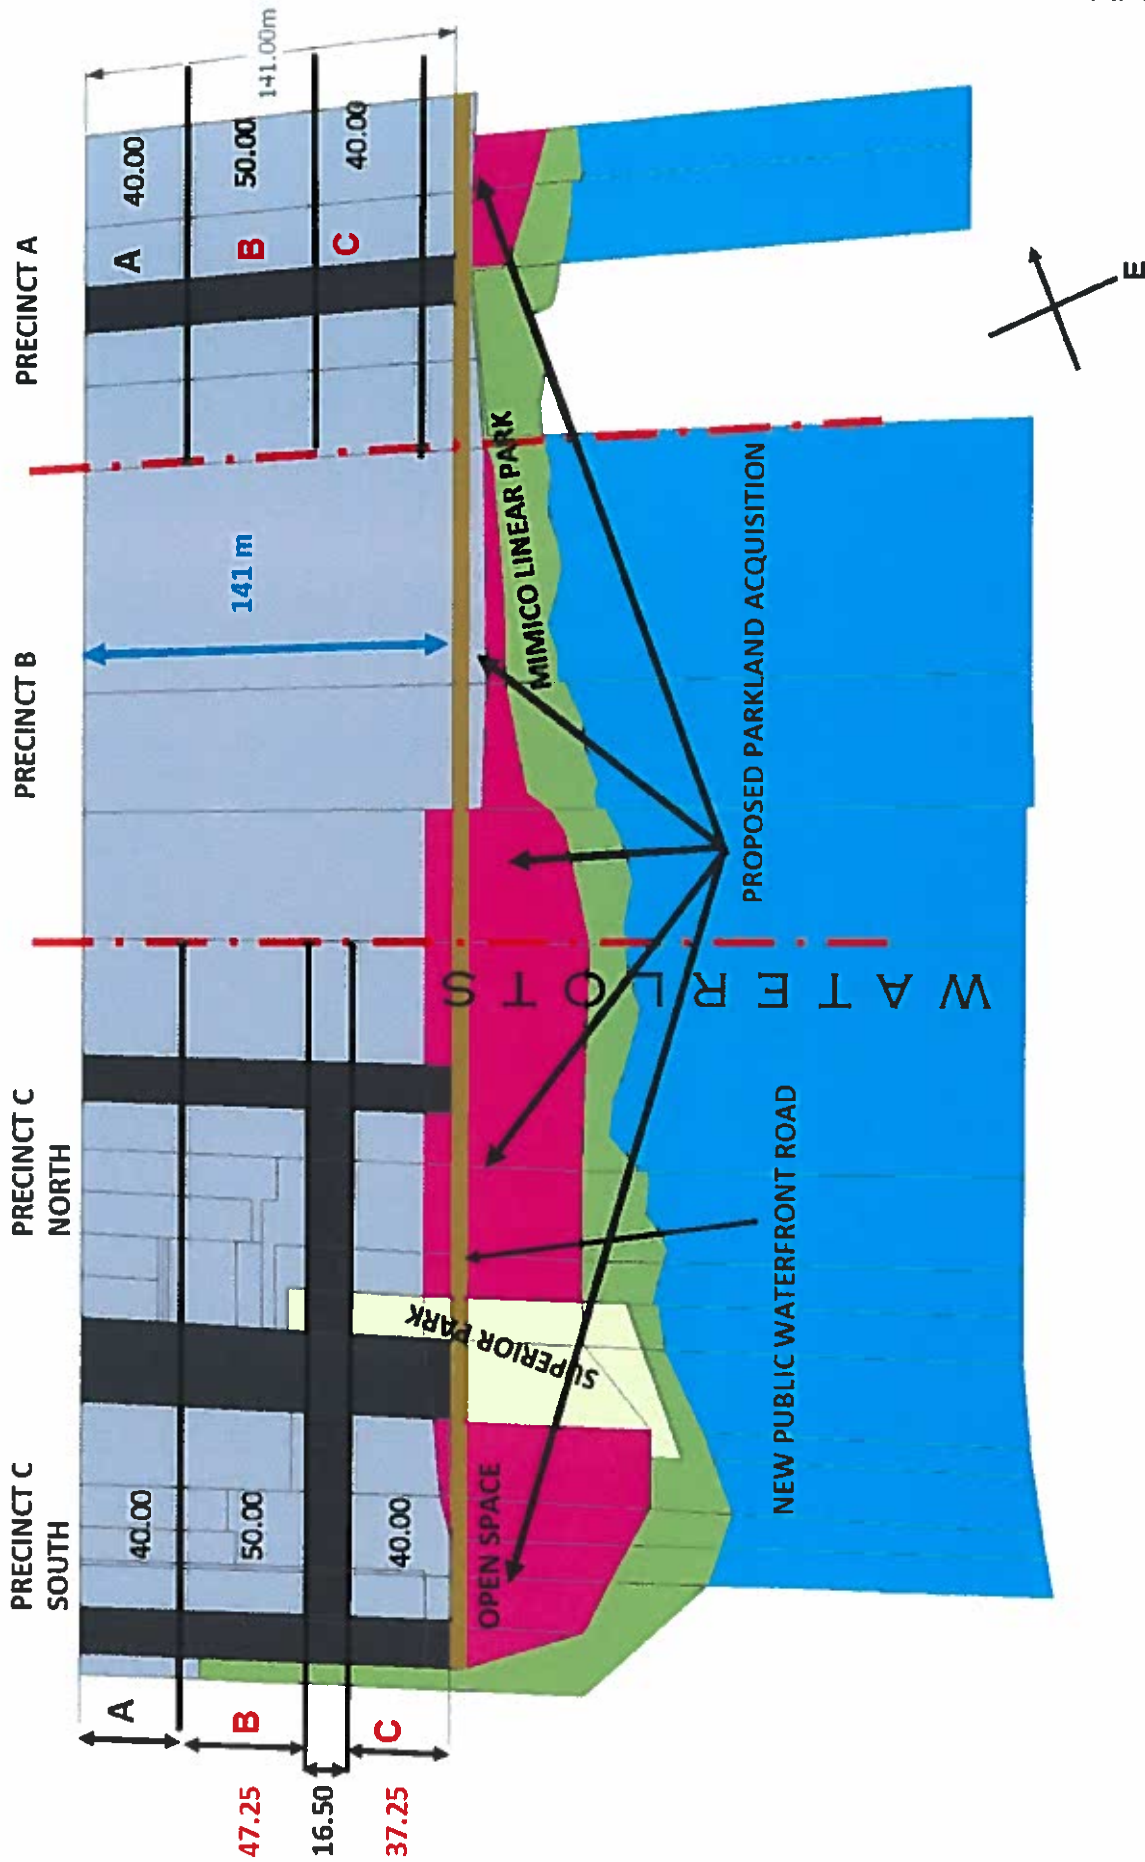 PRECINCT C
SOUTH
PRECINCT C
NORTH
PRECINCT B
PRECINCT A
A
B
C
47.25
16.50
37.25
40.00
50.00
40.00
141 m
A
B
C
40.00
50.00
40.00
141.00m
OPEN SPACE
SUPERIOR PARK
MIMICO LINEAR PARK
WATERLOTS
NEW PUBLIC WATERFRONT ROAD
PROPOSED PARKLAND ACQUISITION
E